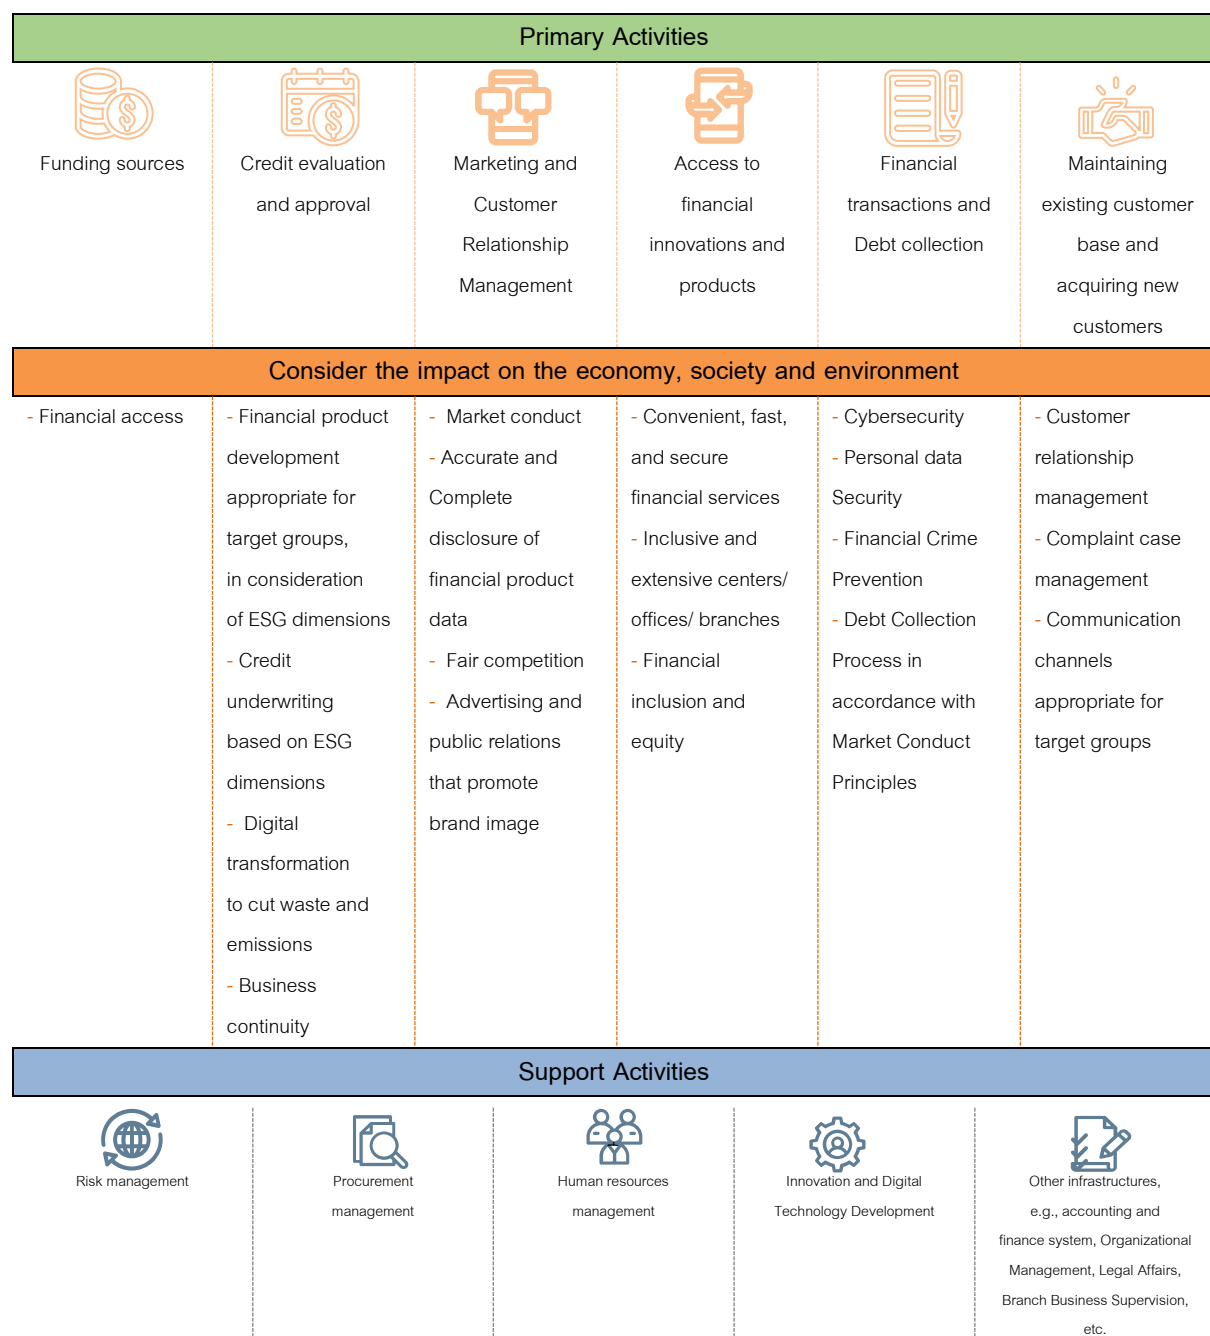 Primary Activities
Funding sources
Credit evaluation
and approval
Marketing and
Customer
Relationship
Management
Access to
financial
innovations and
products
Financial
transactions and
Debt collection
Maintaining
existing customer
base and
acquiring new
customers
Consider the impact on the economy, society and environment
- Financial access
- Financial product
development
appropriate for
target groups,
in consideration
of ESG dimensions
- Credit
underwriting
based on ESG
dimensions
- Digital
transformation
to cut waste and
emissions
- Business
continuity
- Market conduct
- Accurate and
Complete
disclosure of
financial product
data
- Fair competition
- Advertising and
public relations
that promote
brand image
- Convenient, fast,
and secure
financial services
- Inclusive and
extensive centers/
offices/ branches
- Financial
inclusion and
equity
- Cybersecurity
- Personal data
Security
- Financial Crime
Prevention
- Debt Collection
Process in
accordance with
Market Conduct
Principles
- Customer
relationship
management
- Complaint case
management
- Communication
channels
appropriate for
target groups
Support Activities
Risk management
Procurement
management
Human resources
management
Innovation and Digital
Technology Development
Other infrastructures,
e.g., accounting and
finance system, Organizational
Management, Legal Affairs,
Branch Business Supervision,
etc.